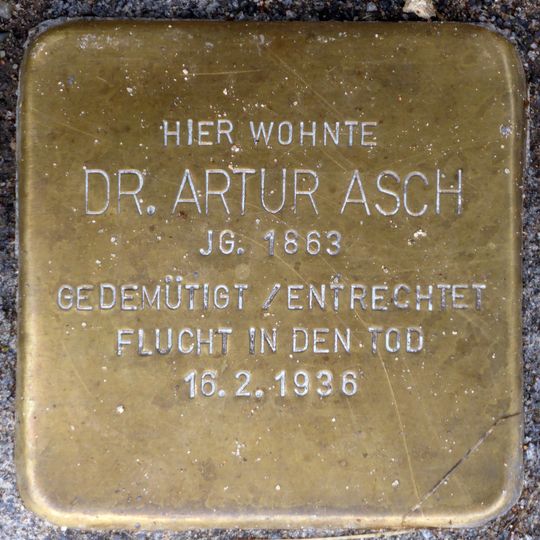 HIER WOHNTE
DR. ARTUR ASCH
JG. 1863
GEDEMÜTIGT / ENTRECHTET
FLUCHT IN DEN TOD
16.2.1936